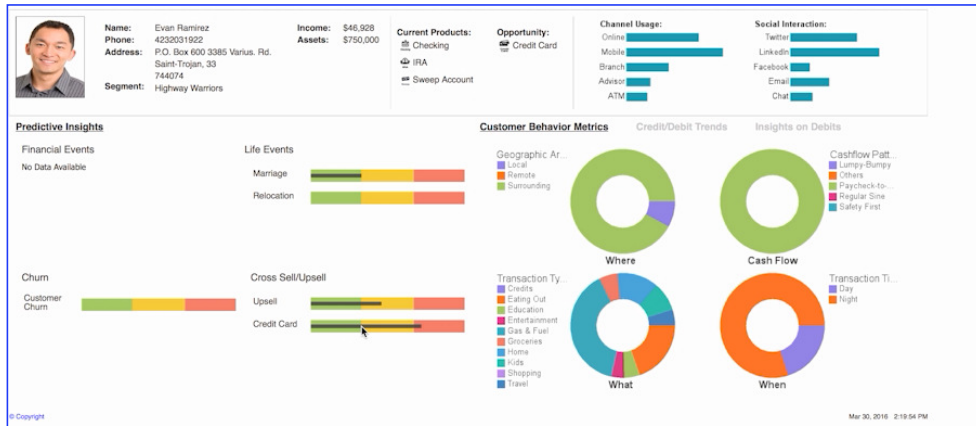 Name: Evan Ramirez
Phone: 4232031922
Address: P.O. Box 600 3385 Varius. Rd.
Saint-Trojan, 33
744074
Segment: Highway Warriors
Income: $46,928
Assets: $750,000
Current Products:
Checking
IRA
Sweep Account
Opportunity:
Credit Card
Channel Usage:
Online
Mobile
Branch
Advisor
ATM
Social Interaction:
Twitter
LinkedIn
Facebook
Email
Chat
Predictive Insights
Financial Events
No Data Available
Life Events
Marriage
Relocation
Churn
Customer
Churn
Cross Sell/Upsell
Upsell
Credit Card
Customer Behavior Metrics
Credit/Debit Trends
Insights on Debits
Geographic Ar...
Local
Remote
Surrounding
Where
Cashflow Patt...
Lumpy-Bumpy
Others
Paycheck-to-...
Regular Sine
Safety First
Cash Flow
Transaction Ty...
Credits
Eating Out
Education
Entertainment
Gas & Fuel
Groceries
Home
Kids
Shopping
Travel
What
Transaction Ti...
Day
Night
When
© Copyright
Mar 30, 2016 2:19:54 PM